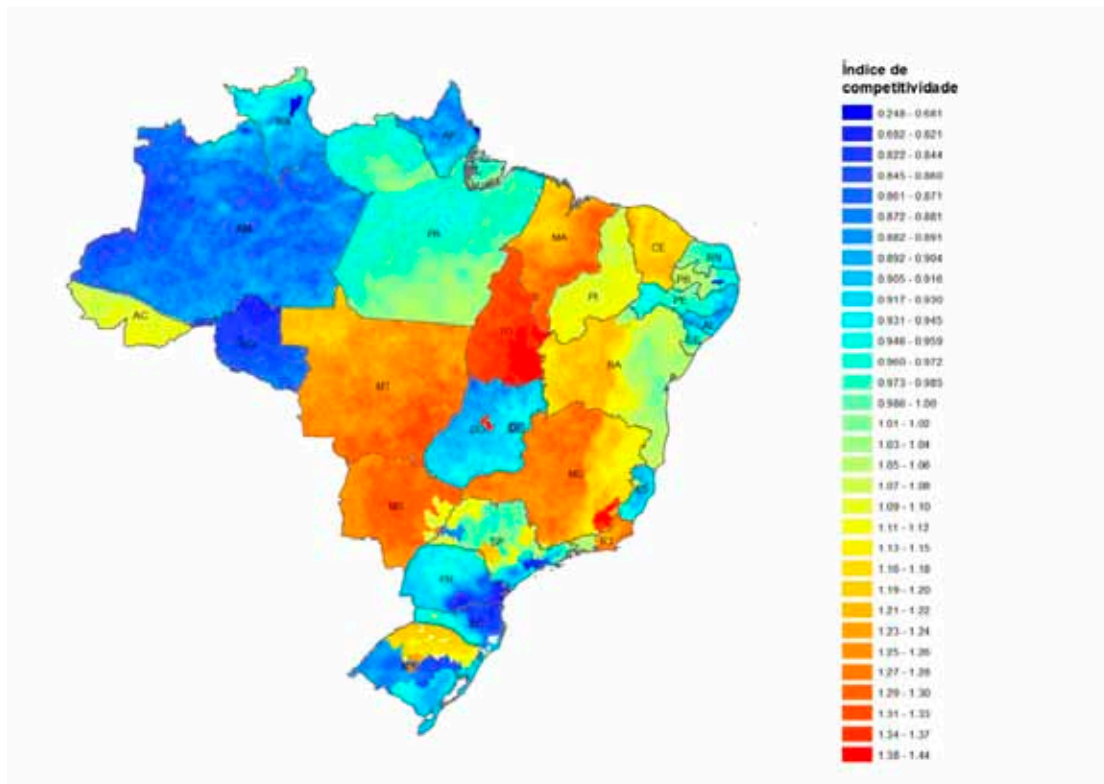 Índice de
competitividade
0.248 - 0.681
0.682 - 0.821
0.822 - 0.844
0.845 - 0.860
0.861 - 0.871
0.872 - 0.881
0.882 - 0.891
0.892 - 0.904
0.905 - 0.916
0.917 - 0.930
0.931 - 0.945
0.946 - 0.959
0.960 - 0.972
0.973 - 0.985
0.986 - 1.00
1.01 - 1.02
1.03 - 1.04
1.05 - 1.06
1.07 - 1.08
1.09 - 1.10
1.11 - 1.12
1.13 - 1.15
1.16 - 1.18
1.19 - 1.20
1.21 - 1.22
1.23 - 1.24
1.25 - 1.26
1.27 - 1.28
1.29 - 1.30
1.31 - 1.33
1.34 - 1.37
1.38 - 1.44
AP
AM
PA
MA
CE
RN
PB
PE
AL
PI
AC
TO
BA
MT
GO
DF
MG
ES
MS
SP
RJ
PR
SC
RS